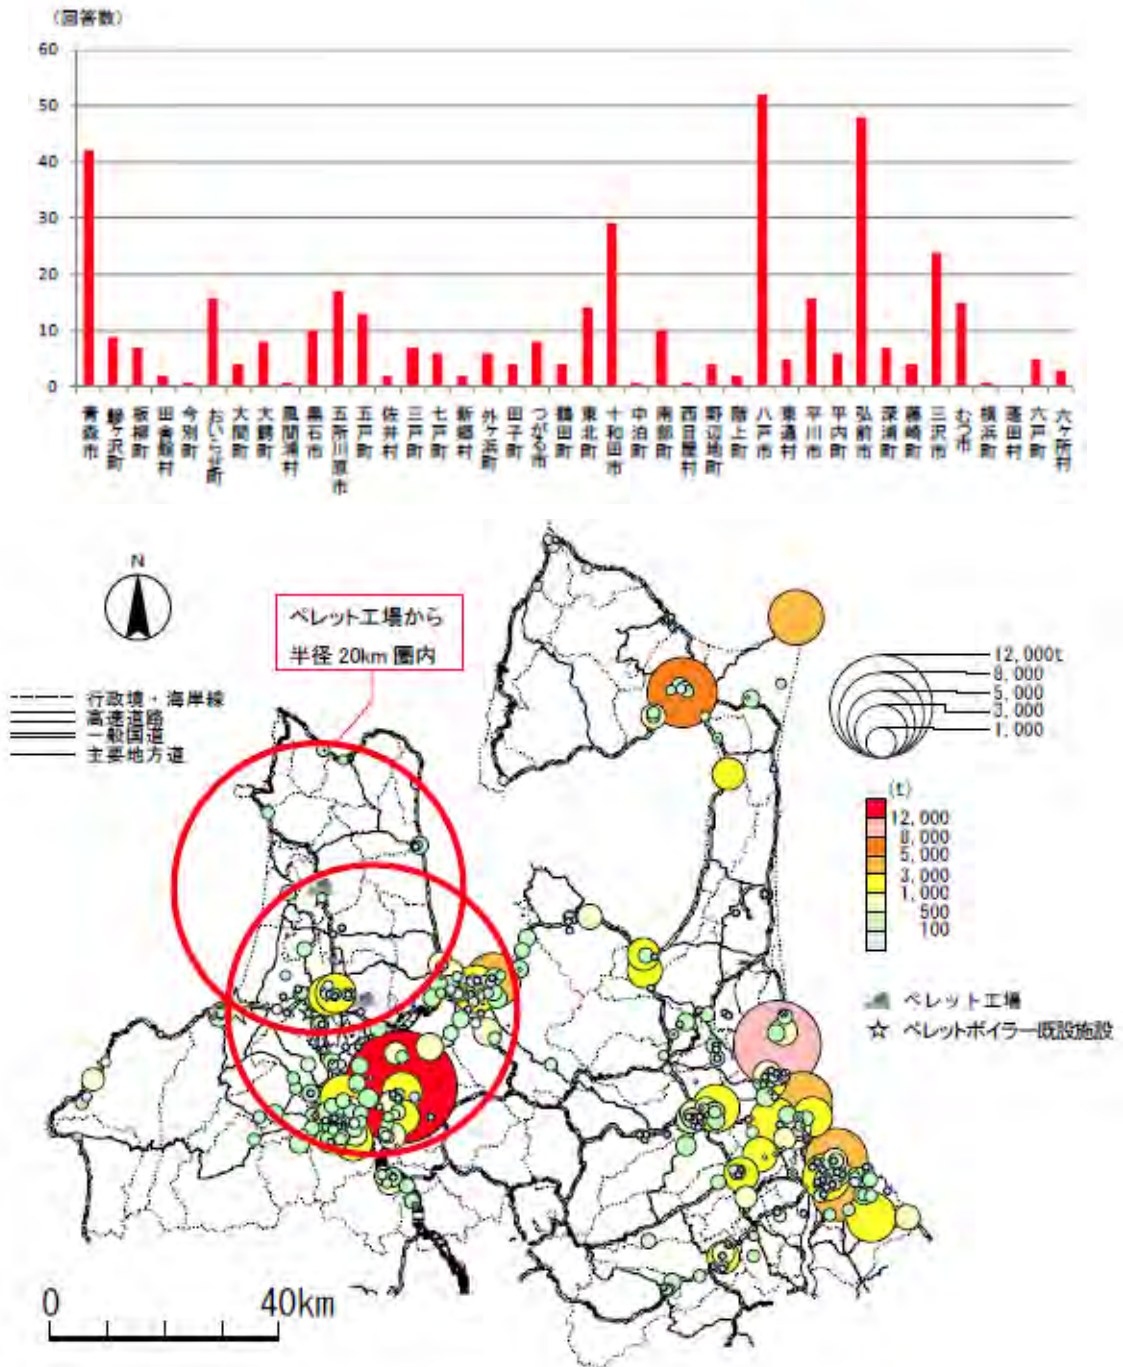 (回答数)
60
50
40
30
20
10
0
青森市
鰺ヶ沢町
板柳町
田舎館村
今別町
おいらせ町
大間町
大鰐町
風間浦村
黒石市
五所川原市
五戸町
佐井村
三戸町
七戸町
新郷村
外ヶ浜町
田子町
つがる市
鶴田町
東北町
十和田市
中泊町
南部町
西目屋村
野辺地町
階上町
八戸市
東通村
平川市
平内町
弘前市
深浦町
藤崎町
三沢市
むつ市
横浜町
蓬田村
六戸町
六ヶ所村
N
ペレット工場から
半径20km圏内
行政境・海岸線
高速道路
一般国道
主要地方道
12,000t
8,000
5,000
3,000
1,000
(t)
12,000
8,000
5,000
3,000
1,000
500
100
ペレット工場
☆ ペレットボイラー既設施設
0 40km